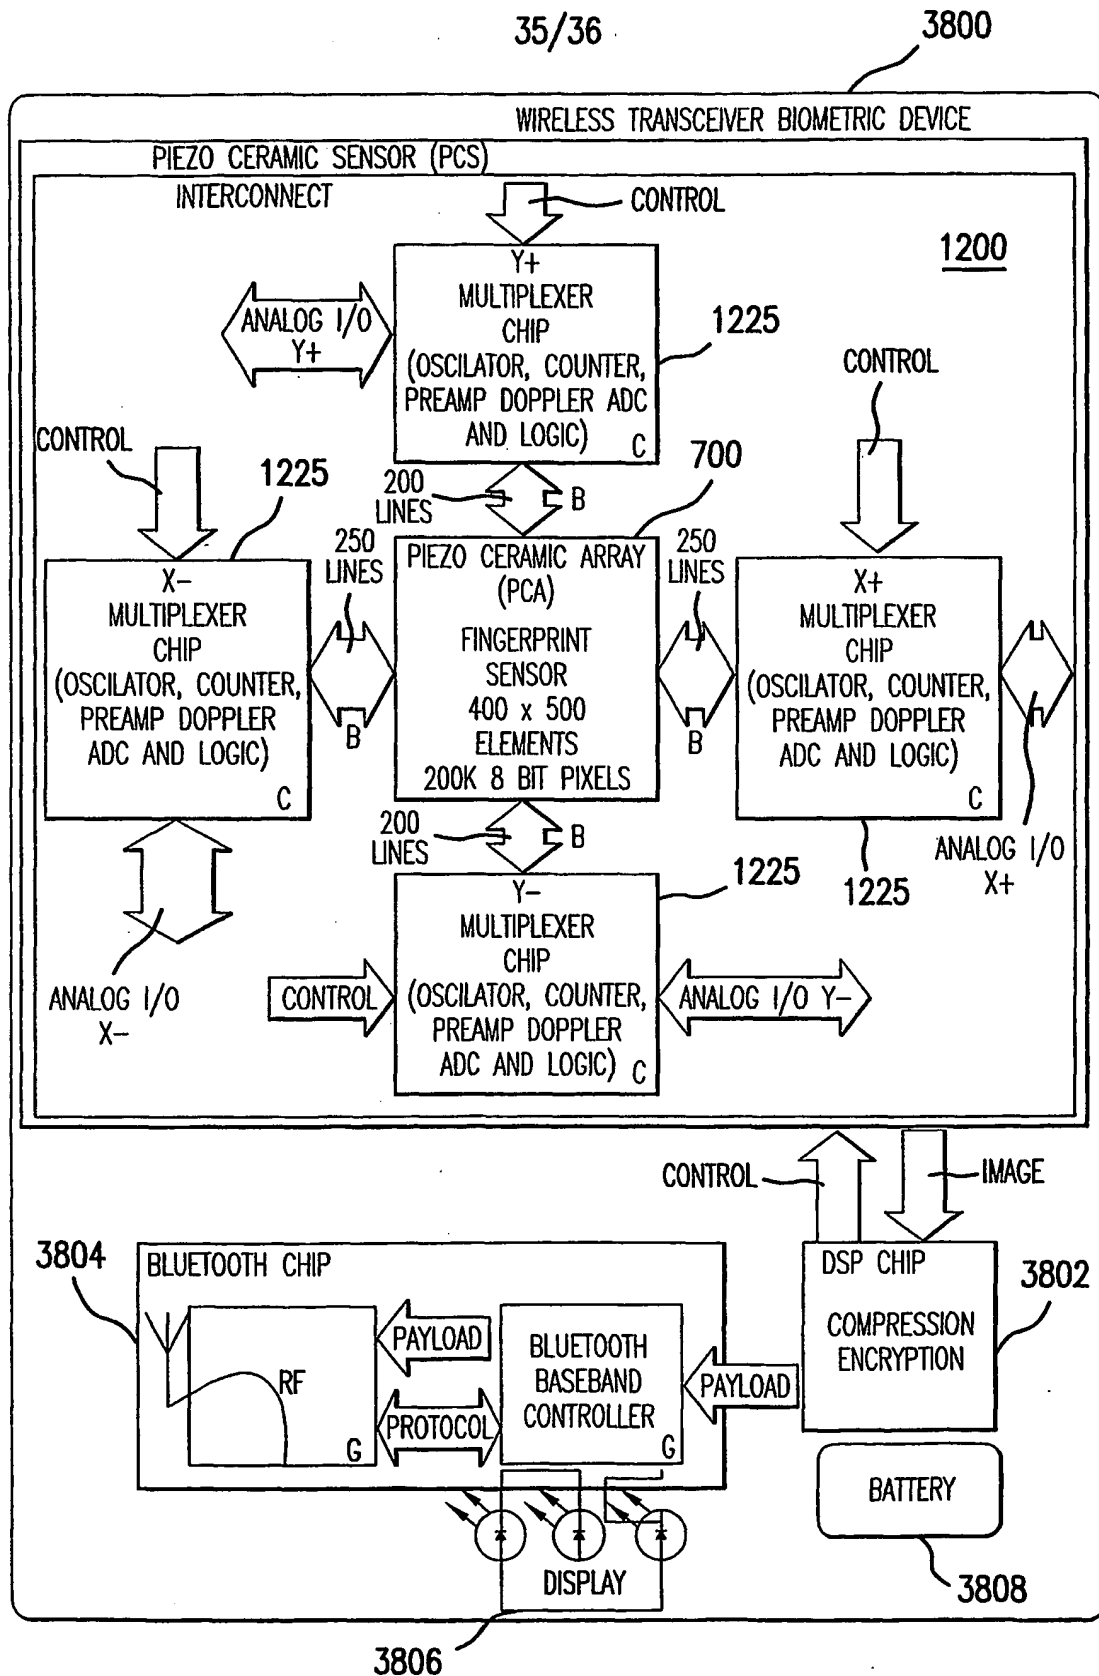 35/36
3800
WIRELESS TRANSCEIVER BIOMETRIC DEVICE
PIEZO CERAMIC SENSOR (PCS)
INTERCONNECT
CONTROL
1200
Y+
MULTIPLEXER
CHIP
(OSCILATOR, COUNTER,
PREAMP DOPPLER ADC
AND LOGIC)
C
ANALOG I/O
Y+
1225
CONTROL
CONTROL
1225
200
LINES
B
700
X-
MULTIPLEXER
CHIP
(OSCILATOR, COUNTER,
PREAMP DOPPLER
ADC AND LOGIC)
C
250
LINES
B
PIEZO CERAMIC ARRAY
(PCA)
FINGERPRINT
SENSOR
400 x 500
ELEMENTS
200K 8 BIT PIXELS
250
LINES
B
X+
MULTIPLEXER
CHIP
(OSCILATOR, COUNTER,
PREAMP DOPPLER
ADC AND LOGIC)
C
1225
ANALOG I/O
X+
200
LINES
B
ANALOG I/O
X-
CONTROL
Y-
MULTIPLEXER
CHIP
(OSCILATOR, COUNTER,
PREAMP DOPPLER
ADC AND LOGIC)
C
1225
ANALOG I/O Y-
CONTROL
IMAGE
3804
BLUETOOTH CHIP
RF
G
PAYLOAD
PROTOCOL
BLUETOOTH
BASEBAND
CONTROLLER
G
PAYLOAD
DSP CHIP
COMPRESSION
ENCRYPTION
3802
BATTERY
3808
DISPLAY
3806